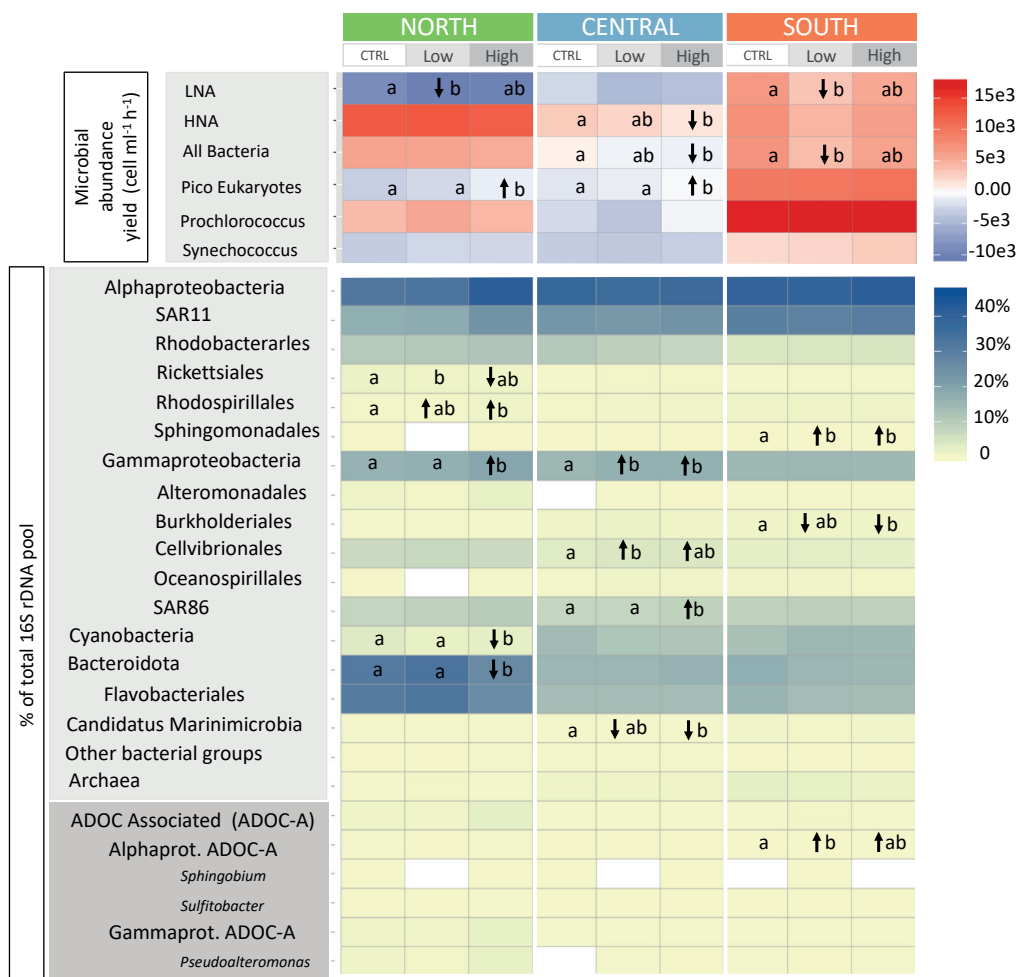 NORTH CENTRAL SOUTH
CTRL Low High CTRL Low High CTRL Low High
Microbial
abundance
yield (cell ml⁻¹ h⁻¹)
LNA a ↓ b ab a ↓ b ab
HNA a ab ↓ b
All Bacteria a ab ↓ b a ↓ b ab
Pico Eukaryotes a a ↑ b a a ↑ b
Prochlorococcus
Synechococcus
15e3
10e3
5e3
0.00
-5e3
-10e3
% of total 16S rDNA pool
Alphaproteobacteria
SAR11
Rhodobacterarles
Rickettsiales a b ↓ ab
Rhodospirillales a ↑ ab ↑ b
Sphingomonadales a ↑ b ↑ b
Gammaproteobacteria a a ↑ b a ↑ b ↑ b
Alteromonadales
Burkholderiales a ↓ ab ↓ b
Cellvibrionales a ↑ b ↑ ab
Oceanospirillales
SAR86 a a ↑ b
Cyanobacteria a a ↓ b
Bacteroidota a a ↓ b
Flavobacteriales
Candidatus Marinimicrobia a ↓ ab ↓ b
Other bacterial groups
Archaea
ADOC Associated (ADOC-A)
Alphaprot. ADOC-A a ↑ b ↑ ab
Sphingobium
Sulfitobacter
Gammaprot. ADOC-A
Pseudoalteromonas
40%
30%
20%
10%
0